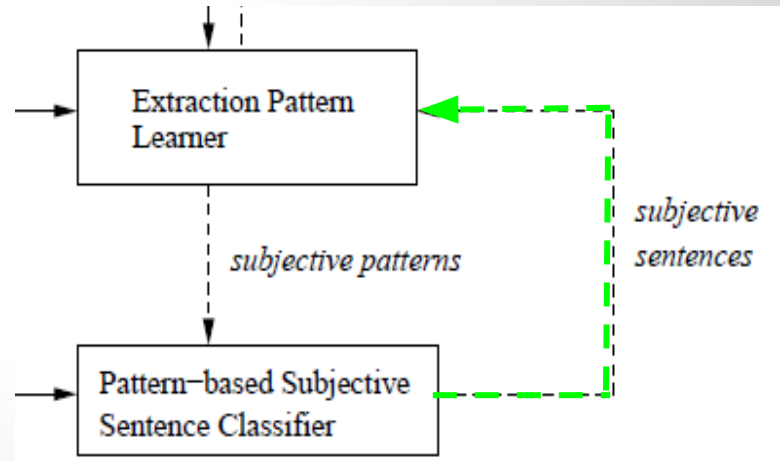 Extraction Pattern
Learner
subjective
sentences
subjective patterns
Pattern-based Subjective
Sentence Classifier